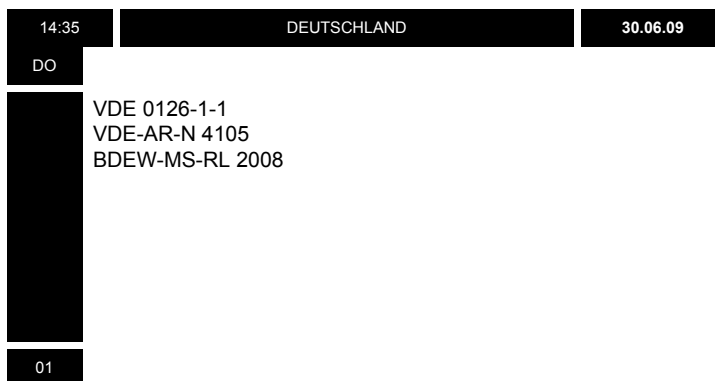 14:35 DEUTSCHLAND 30.06.09
DO
VDE 0126-1-1
VDE-AR-N 4105
BDEW-MS-RL 2008
01